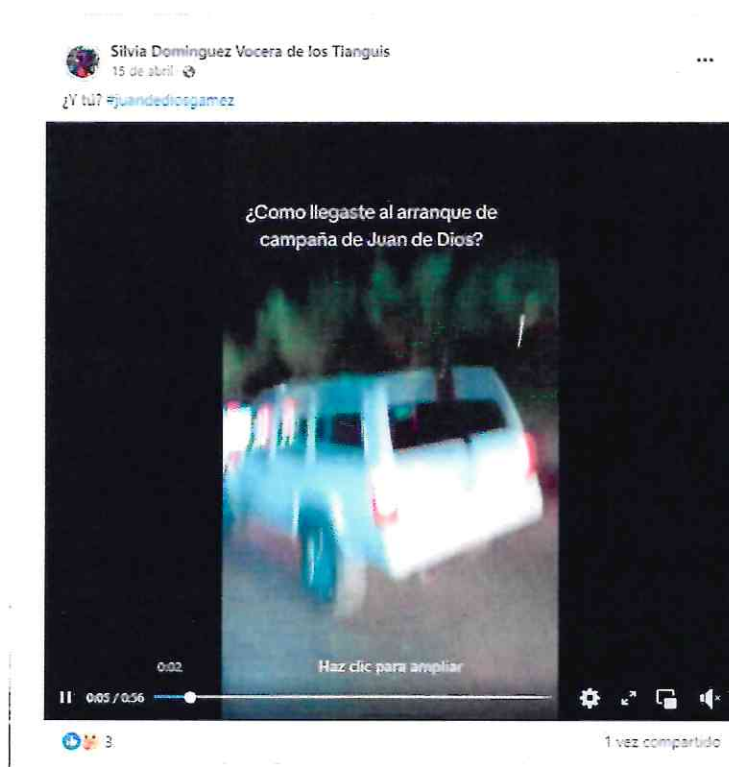 Silvia Dominguez Vocera de los Tianguis
15 de abril
¿Y tú? #juandediosgamez
¿Como llegaste al arranque de
campaña de Juan de Dios?
0:02
Haz clic para ampliar
0:05 / 0:56
3
1 vez compartido